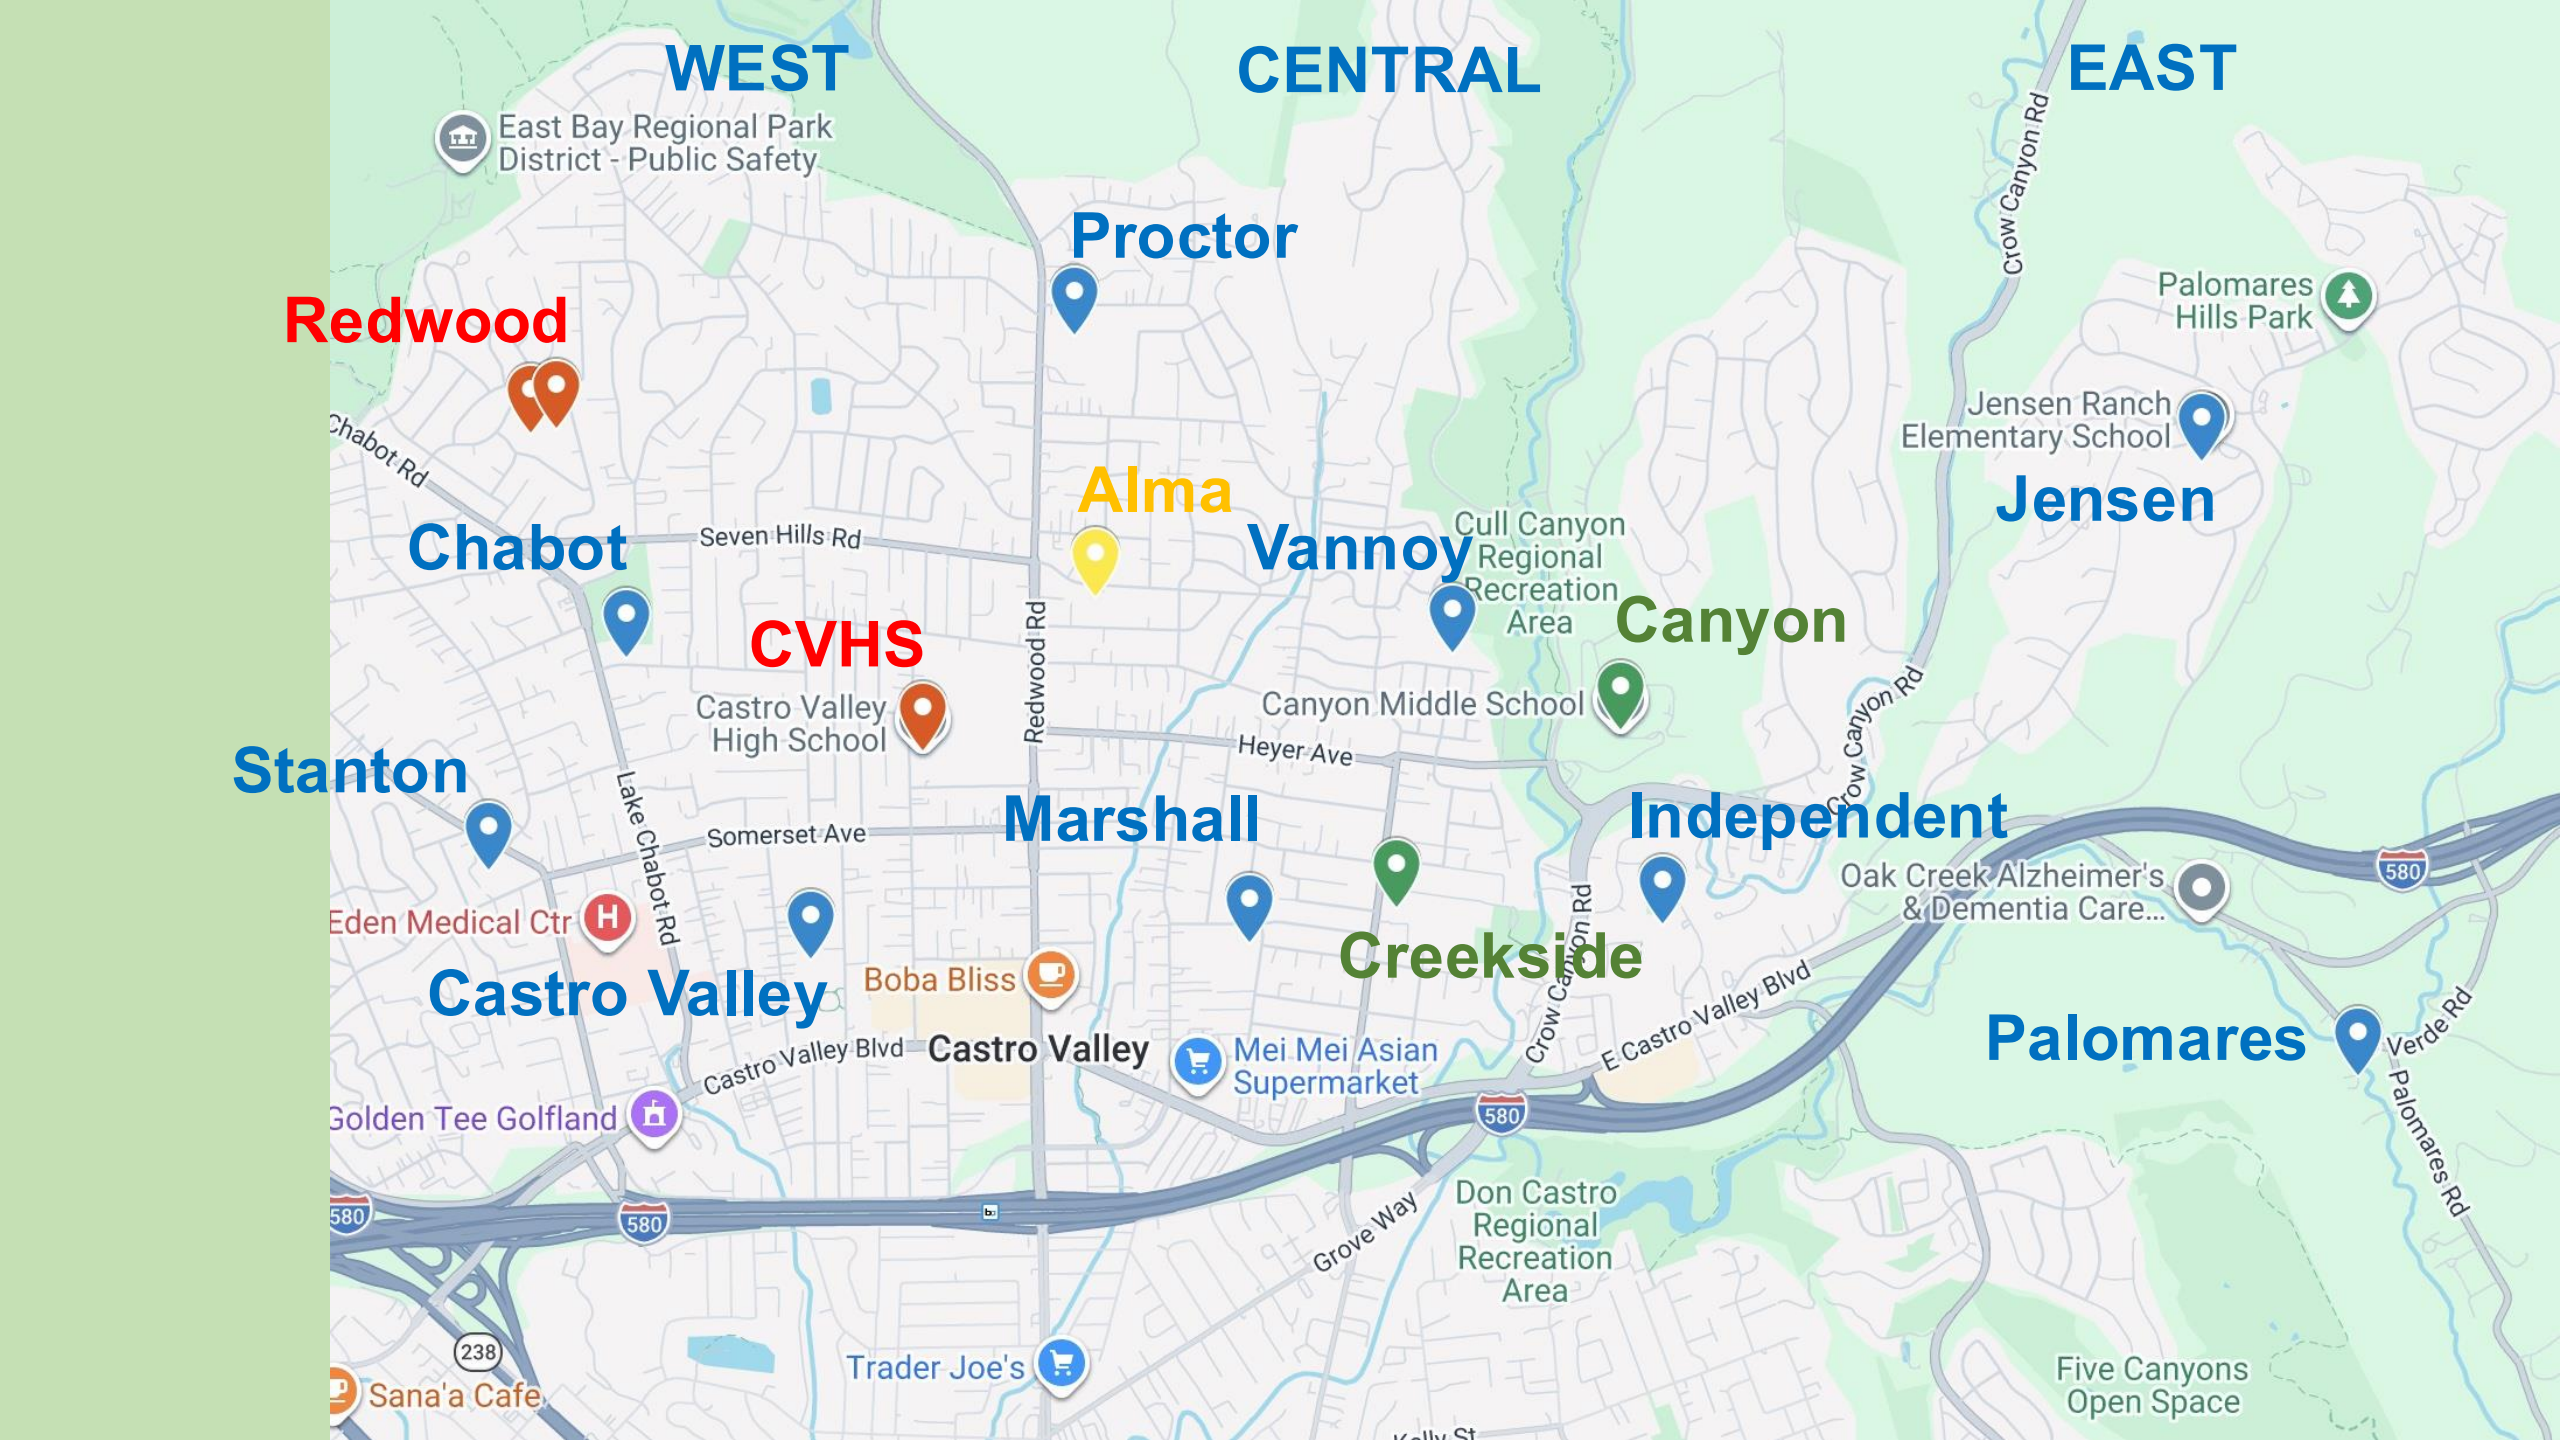 WEST
CENTRAL
EAST
East Bay Regional Park
District - Public Safety
Crow Canyon Rd
Proctor
Palomares
Hills Park
Redwood
Chabot Rd
Jensen Ranch
Elementary School
Jensen
Alma
Seven Hills Rd
Chabot
Vannoy
Cull Canyon
Regional
Recreation
Area
Canyon
CVHS
Redwood Rd
Castro Valley
High School
Canyon Middle School
Crow Canyon Rd
Heyer Ave
Stanton
Lake Chabot Rd
Somerset Ave
Marshall
Independent
Oak Creek Alzheimer's
& Dementia Care...
580
Eden Medical Ctr
H
Castro Valley
Boba Bliss
Creekside
Crow Canyon Rd
E Castro Valley Blvd
Palomares
Verde Rd
Castro Valley Blvd
Castro Valley
Mei Mei Asian
Supermarket
Golden Tee Golfland
580
Palomares Rd
580
580
Grove Way
Don Castro
Regional
Recreation
Area
238
Trader Joe's
Sana'a Cafe
Five Canyons
Open Space